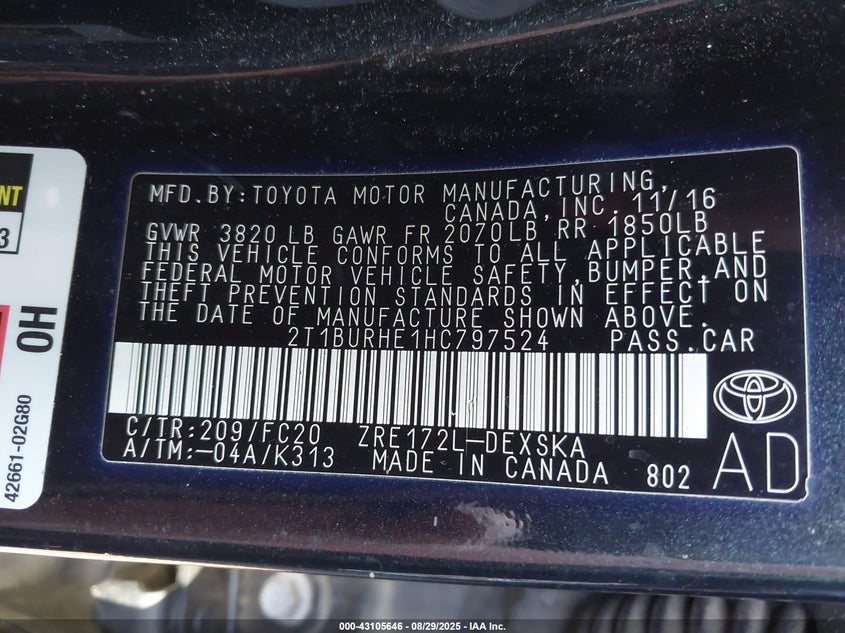 MFD.BY:TOYOTA MOTOR MANUFACTURING,
CANADA,INC. 11/16
GVWR 3820 LB GAWR FR 2070LB RR 1850LB
THIS VEHICLE CONFORMS TO ALL APPLICABLE
FEDERAL MOTOR VEHICLE SAFETY,BUMPER,AND
THEFT PREVENTION STANDARDS IN EFFECT ON
THE DATE OF MANUFACTURE SHOWN ABOVE.
2T1BURHE1HC797524 PASS.CAR
C/TR:209/FC20 ZRE172L-DEXSKA
A/TM:-04A/K313 MADE IN CANADA 802
AD
3
OH
42661-02G80
000-43105646 - 08/29/2025 - IAA Inc.